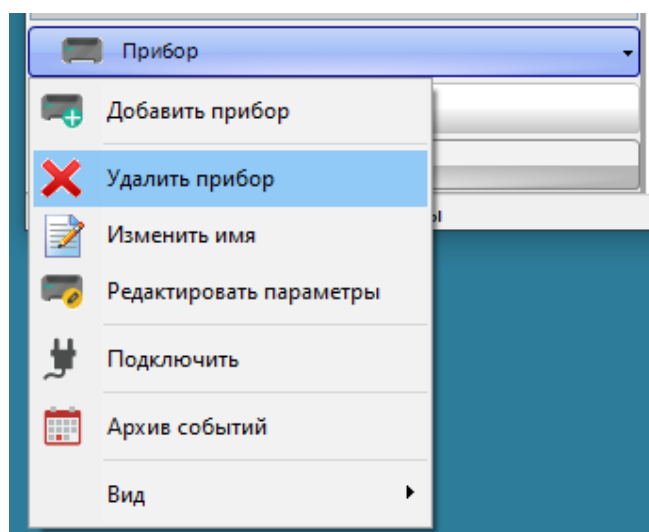 Прибор
Добавить прибор
Удалить прибор
Изменить имя
Редактировать параметры
Подключить
Архив событий
Вид